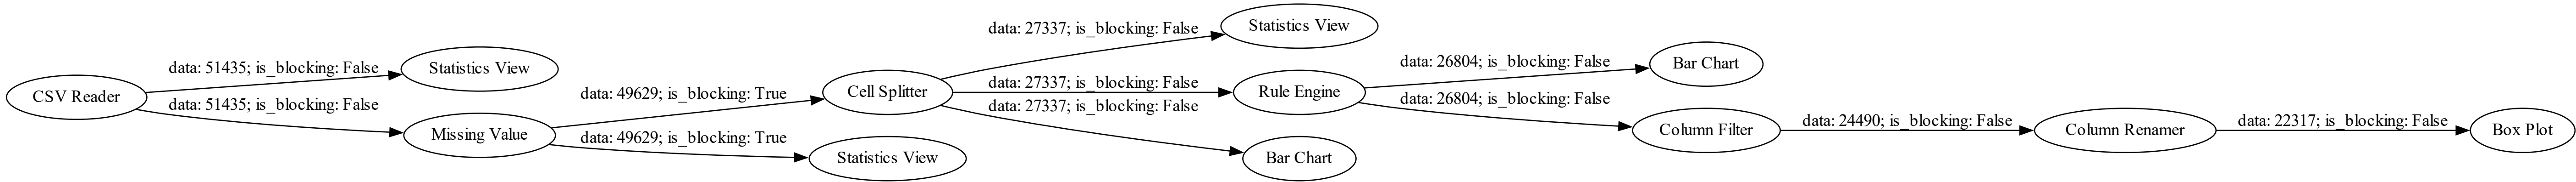 CSV Reader
data: 51435; is_blocking: False
data: 51435; is_blocking: False
Statistics View
Missing Value
data: 49629; is_blocking: True
data: 49629; is_blocking: True
Cell Splitter
Statistics View
data: 27337; is_blocking: False
data: 27337; is_blocking: False
data: 27337; is_blocking: False
Statistics View
Rule Engine
Bar Chart
data: 26804; is_blocking: False
data: 26804; is_blocking: False
Bar Chart
Column Filter
data: 24490; is_blocking: False
Column Renamer
data: 22317; is_blocking: False
Box Plot